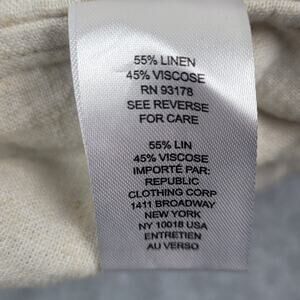 55% LINEN
45% VISCOSE
RN 93178
SEE REVERSE
FOR CARE
55% LIN
45% VISCOSE
IMPORTÉ PAR:
REPUBLIC
CLOTHING CORP
1411 BROADWAY
NEW YORK
NY 10018 USA
ENTRETIEN
AU VERSO